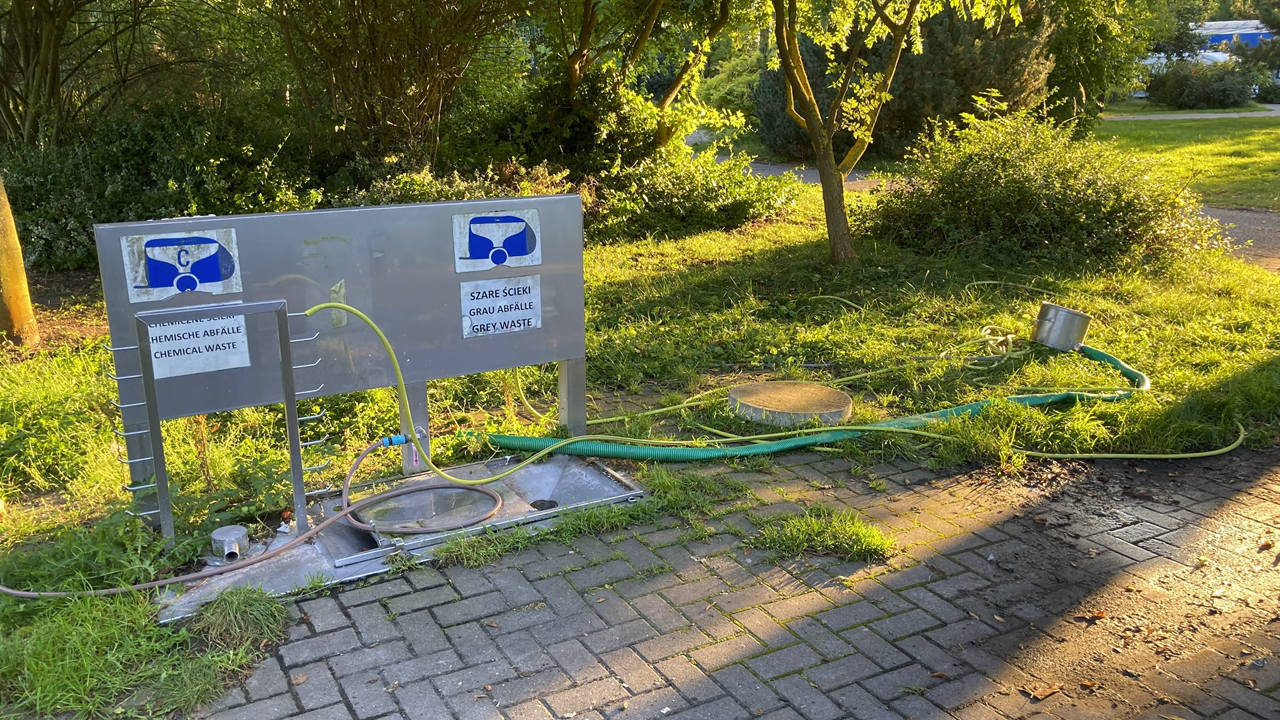 C
CHEMICZNE ŚCIEKI
CHEMISCHE ABFÄLLE
CHEMICAL WASTE
SZARE ŚCIEKI
GRAU ABFÄLLE
GREY WASTE